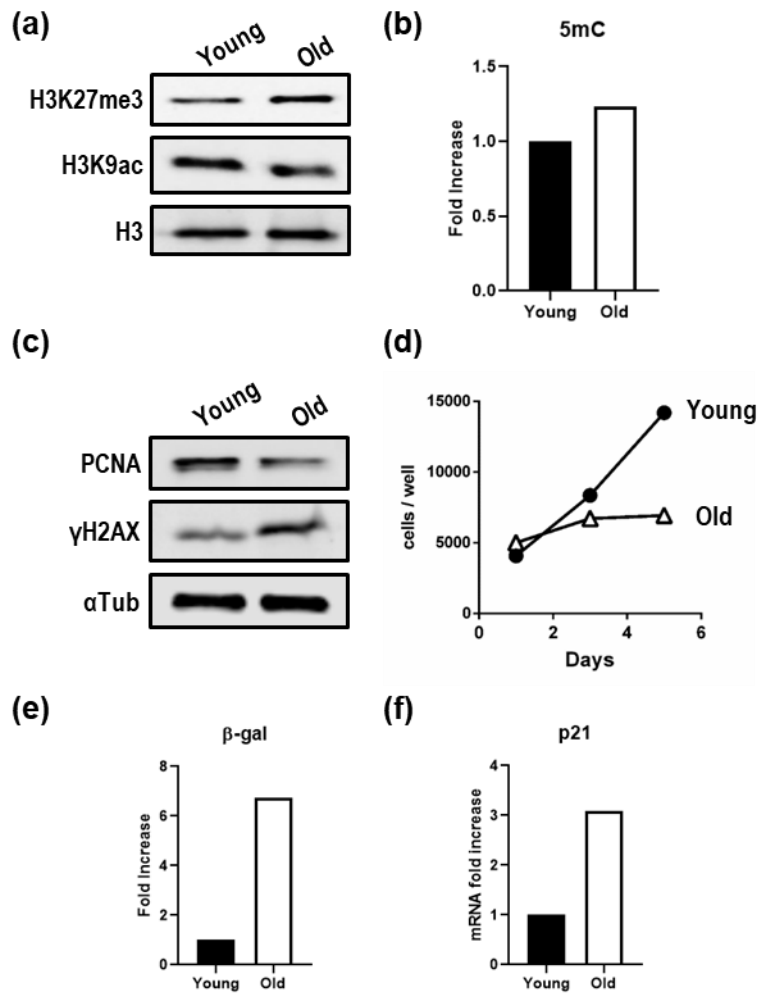 (a)
Young Old
H3K27me3
H3K9ac
H3
(b)
5mC
Fold Increase
1.5
1.0
0.5
0.0
Young Old
(c)
Young Old
PCNA
γH2AX
αTub
(d)
cells / well
15000
10000
5000
0
0 2 4 6
Days
Young
Old
(e)
β-gal
Fold Increase
8
6
4
2
0
Young Old
(f)
p21
mRNA fold increase
4
3
2
1
0
Young Old